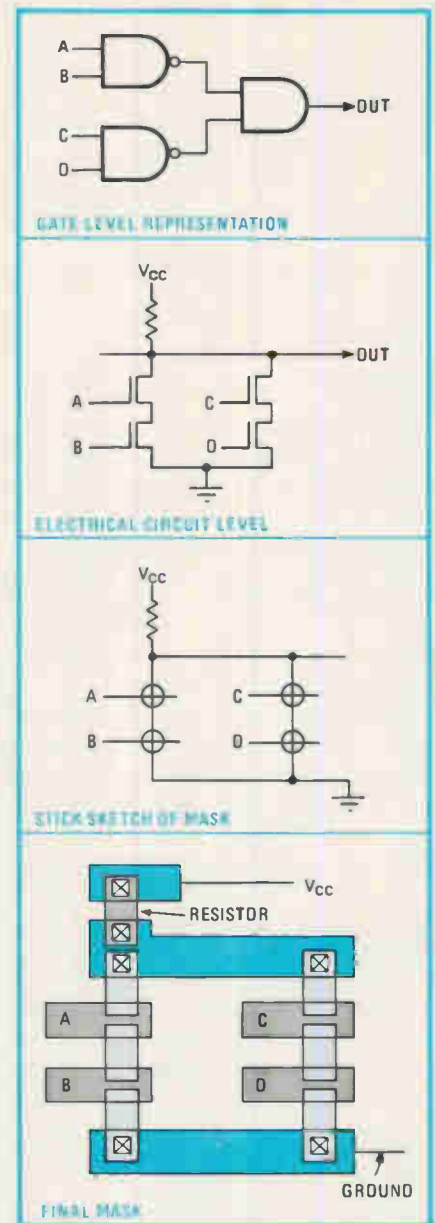 A
B
C
D
OUT
GATE LEVEL REPRESENTATION
VCC
OUT
A
C
B
D
ELECTRICAL CIRCUIT LEVEL
VCC
A
C
B
D
STICK SKETCH OF MASK
VCC
RESISTOR
A
C
B
D
GROUND
FINAL MASK